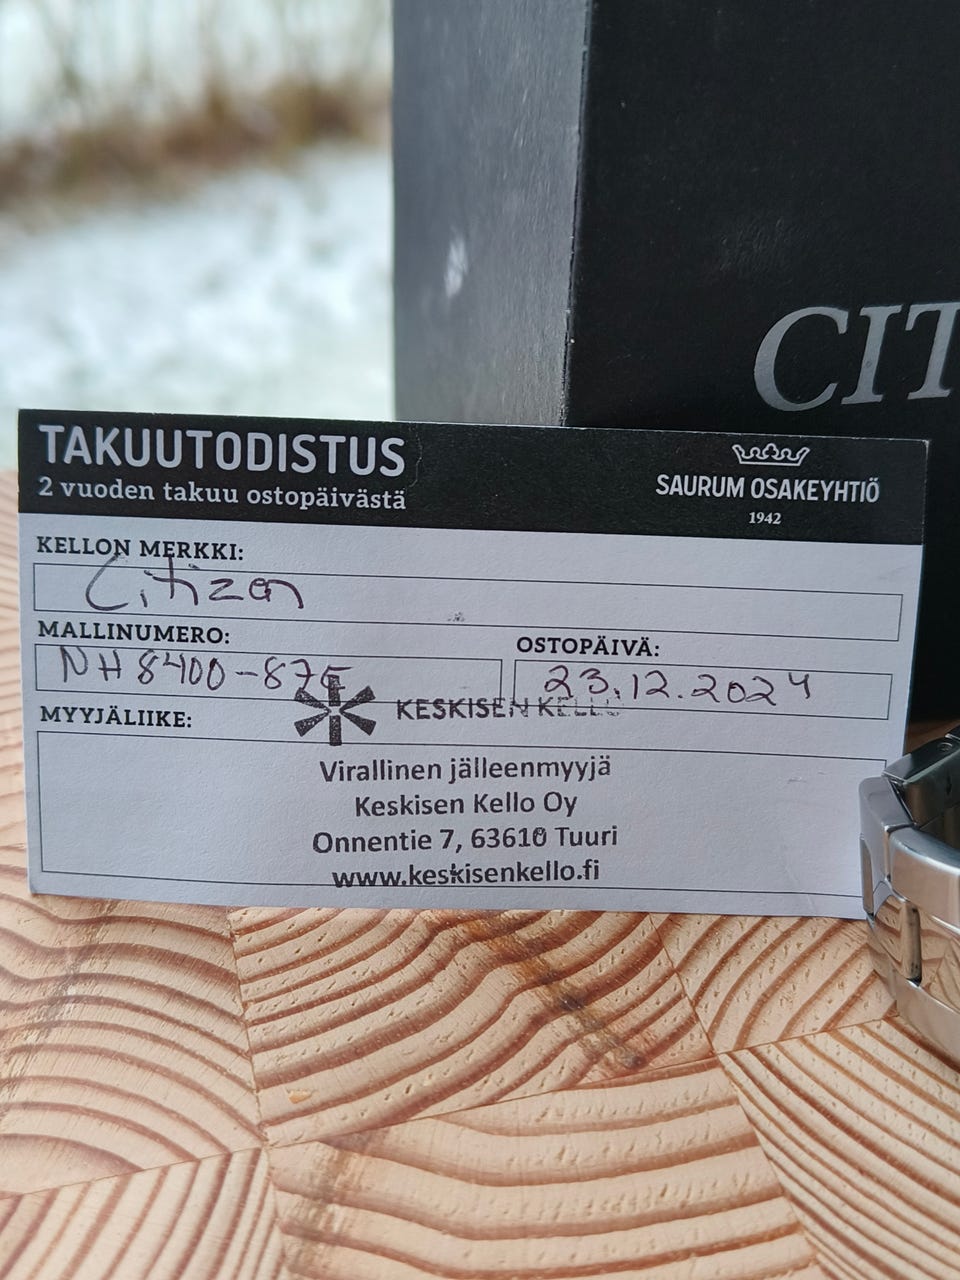 CIT
TAKUUTODISTUS
2 vuoden takuu ostopäivästä
SAURUM OSAKEYHTIÖ
1942
KELLON MERKKI:
Citizen
MALLINUMERO:
NH8400-87E
OSTOPÄIVÄ:
23.12.2024
MYYJÄLIIKE:
KESKISEN KELLO
Virallinen jälleenmyyjä
Keskisen Kello Oy
Onnentie 7, 63610 Tuuri
www.keskisenkello.fi